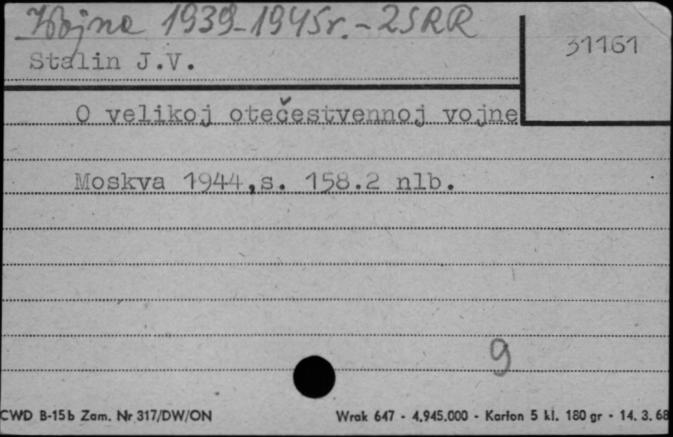 Wojna 1939-1945r. - ZSRR
31161
Stalin J.V.
O velikoj otečestvennoj vojne
Moskva 1944,s. 158.2 nlb.
9
CWD B-15b Zam. Nr 317/DW/ON
Wrak 647 - 4.945.000 - Karton 5 kl. 180 gr - 14. 3. 68